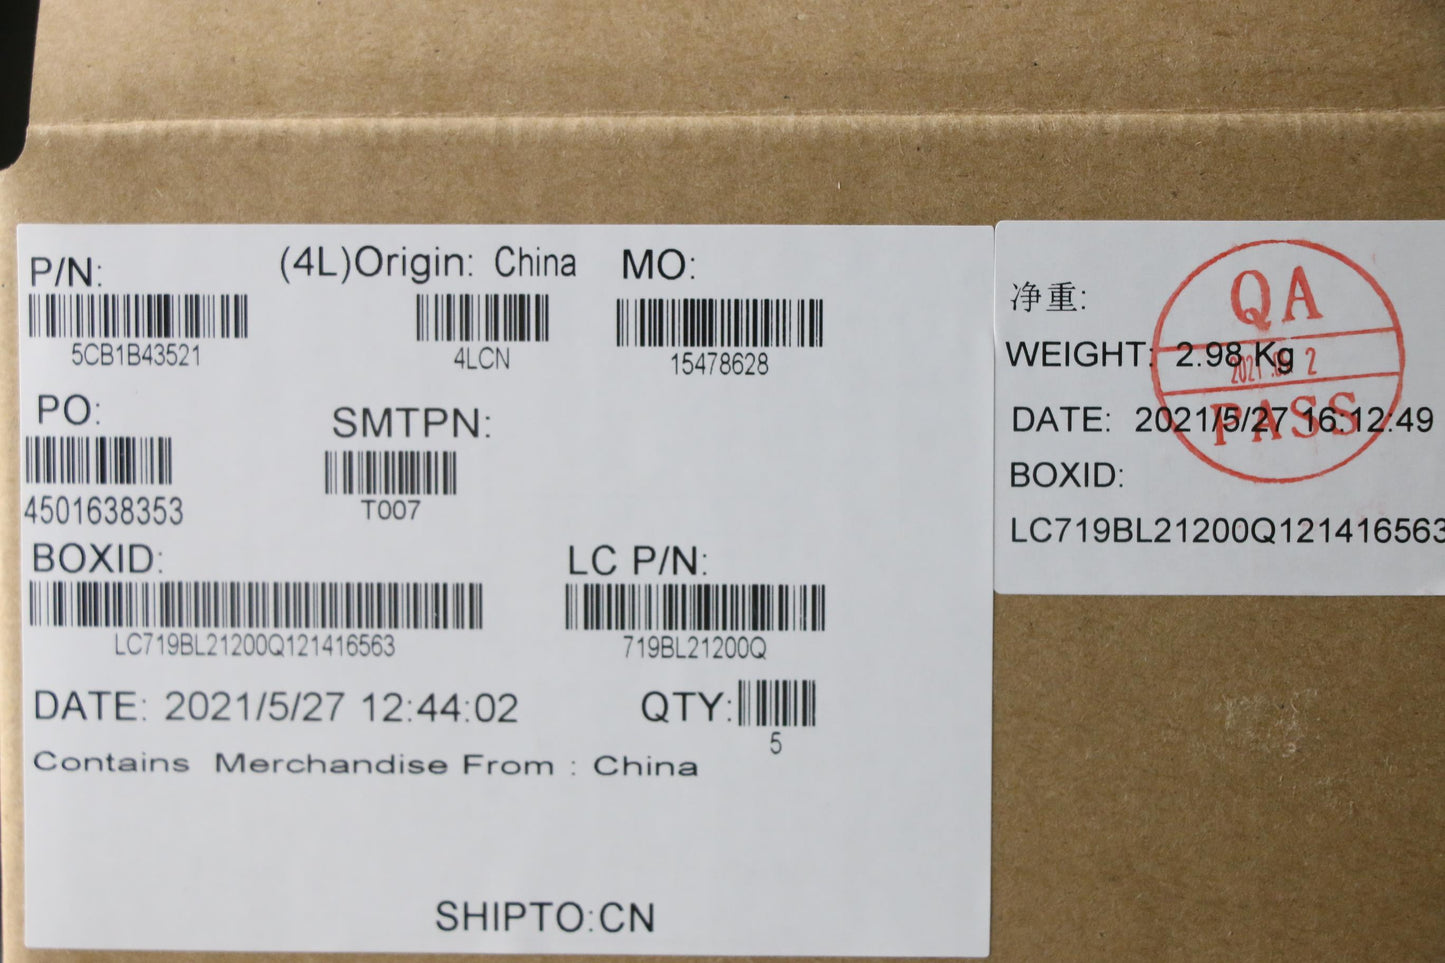 P/N: (4L)Origin: China MO:
5CB1B43521 4LCN 15478628
PO: SMTPN:
4501638353 T007
BOXID: LC P/N:
LC719BL21200Q121416563 719BL21200Q
DATE: 2021/5/27 12:44:02 QTY:
5
Contains Merchandise From : China
SHIPTO:CN
净重:
WEIGHT: 2.98 Kg
DATE: 2021/5/27 16:12:49
BOXID:
LC719BL21200Q121416563
QA
PASS